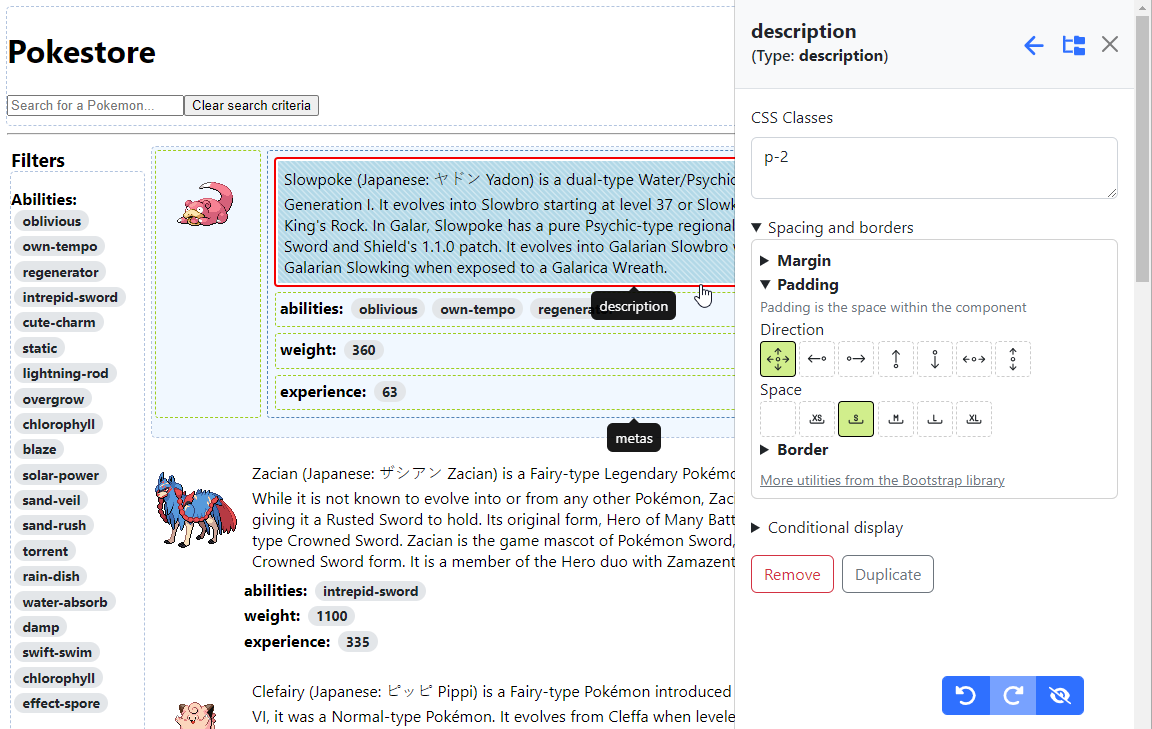 Pokestore
Clear search criteria
Search for a Pokemon...
Filters
Abilities:
oblivious
own-tempo
regenerator
intrepid-sword
cute-charm
static
lightning-rod
overgrow
chlorophyll
blaze
solar-power
sand-veil
sand-rush
torrent
rain-dish
water-absorb
damp
swift-swim
chlorophyll
effect-spore
Slowpoke (Japanese: ヤドン Yadon) is a dual-type Water/Psychic
Generation I. It evolves into Slowbro starting at level 37 or
King's Rock. In Galar, Slowpoke has a pure Psychic-type regional
Sword and Shield's 1.1.0 patch. It evolves into Galarian Slowbro
Galarian Slowking when exposed to a Galarica Wreath.
description
abilities: oblivious own-tempo
weight: 360
experience: 63
metas
Zacian (Japanese: ザシアン Zacian) is a Fairy-type Legendary
While it is not known to evolve into or from any other Pokémon,
giving it a Rusted Sword to hold. Its original form, Hero of Many
type Crowned Sword. Zacian is the game mascot of Pokémon Sword,
Crowned Sword form. It is a member of the Hero duo with
abilities: intrepid-sword
weight: 1100
experience: 335
Clefairy (Japanese: ピッピ Pippi) is a Fairy-type Pokémon introduced
VI, it was a Normal-type Pokémon. It evolves from Cleffa when
description
(Type: description)
CSS Classes
p-2
▼ Spacing and borders
▶ Margin
▼ Padding
Padding is the space within the component
Direction
Space
XS S M L XL
▶ Border
More utilities from the Bootstrap library
▶ Conditional display
Remove Duplicate